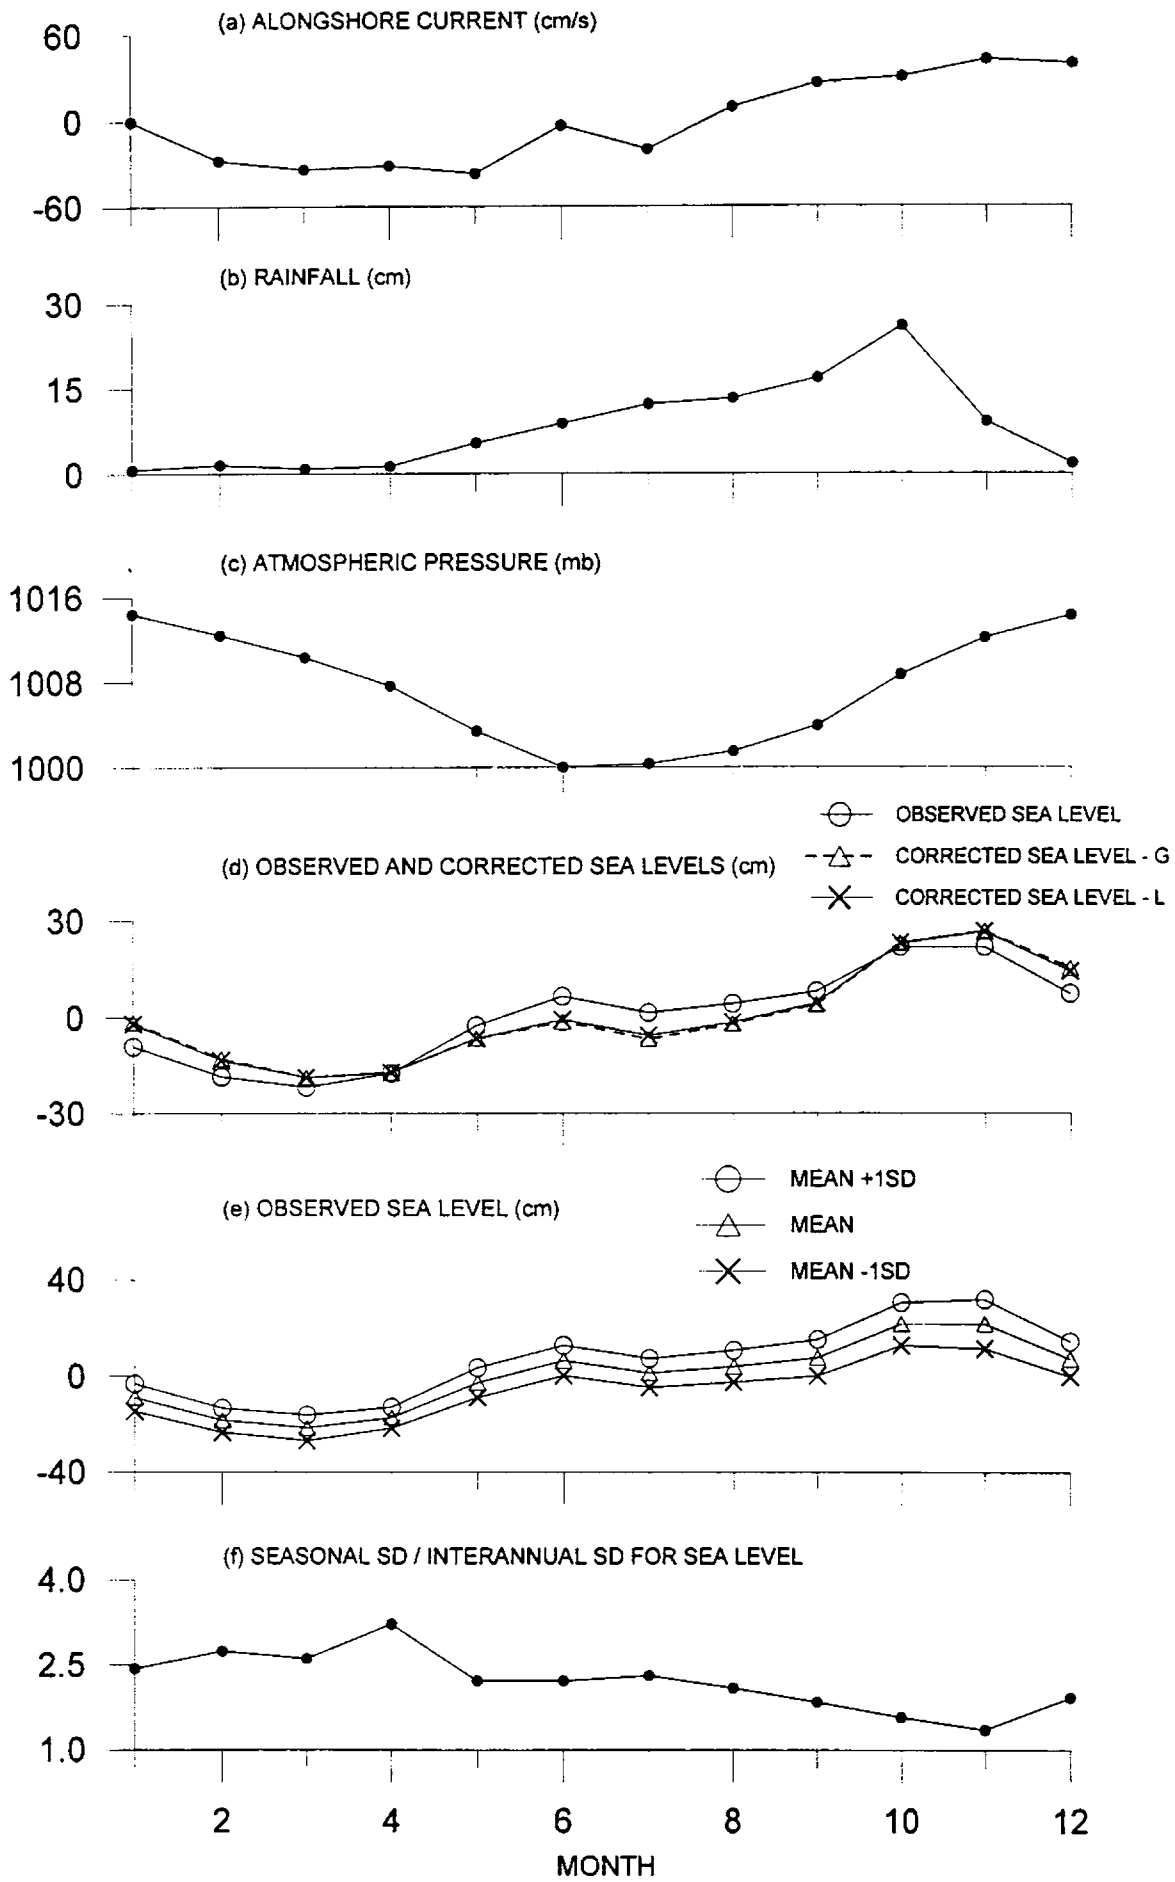 (a) ALONGSHORE CURRENT (cm/s)
60
0
-60
(b) RAINFALL (cm)
30
15
0
(c) ATMOSPHERIC PRESSURE (mb)
1016
1008
1000
OBSERVED SEA LEVEL
(d) OBSERVED AND CORRECTED SEA LEVELS (cm)
CORRECTED SEA LEVEL - G
CORRECTED SEA LEVEL - L
30
0
-30
MEAN +1SD
(e) OBSERVED SEA LEVEL (cm)
MEAN
MEAN -1SD
40
0
-40
(f) SEASONAL SD / INTERANNUAL SD FOR SEA LEVEL
4.0
2.5
1.0
2 4 6 8 10 12
MONTH